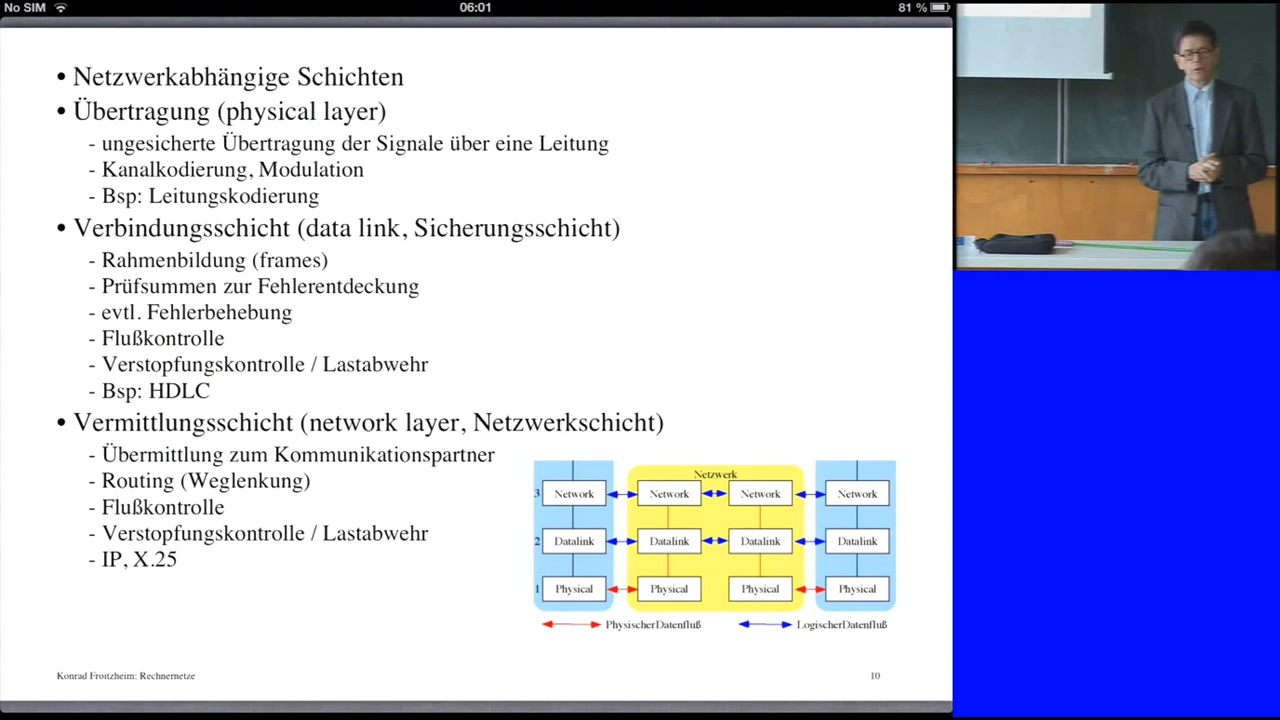 No SIM 06:01 81 %
• Netzwerkabhängige Schichten
• Übertragung (physical layer)
- ungesicherte Übertragung der Signale über eine Leitung
- Kanalkodierung, Modulation
- Bsp: Leitungskodierung
• Verbindungsschicht (data link, Sicherungsschicht)
- Rahmenbildung (frames)
- Prüfsummen zur Fehlerentdeckung
- evtl. Fehlerbehebung
- Flußkontrolle
- Verstopfungskontrolle / Lastabwehr
- Bsp: HDLC
• Vermittlungsschicht (network layer, Netzwerkschicht)
- Übermittlung zum Kommunikationspartner
- Routing (Weglenkung)
- Flußkontrolle
- Verstopfungskontrolle / Lastabwehr
- IP, X.25
Netzwerk
3 Network Network Network Network
2 Datalink Datalink Datalink Datalink
1 Physical Physical Physical Physical
PhysischerDatenfluß LogischerDatenfluß
Konrad Froitzheim: Rechnernetze 10